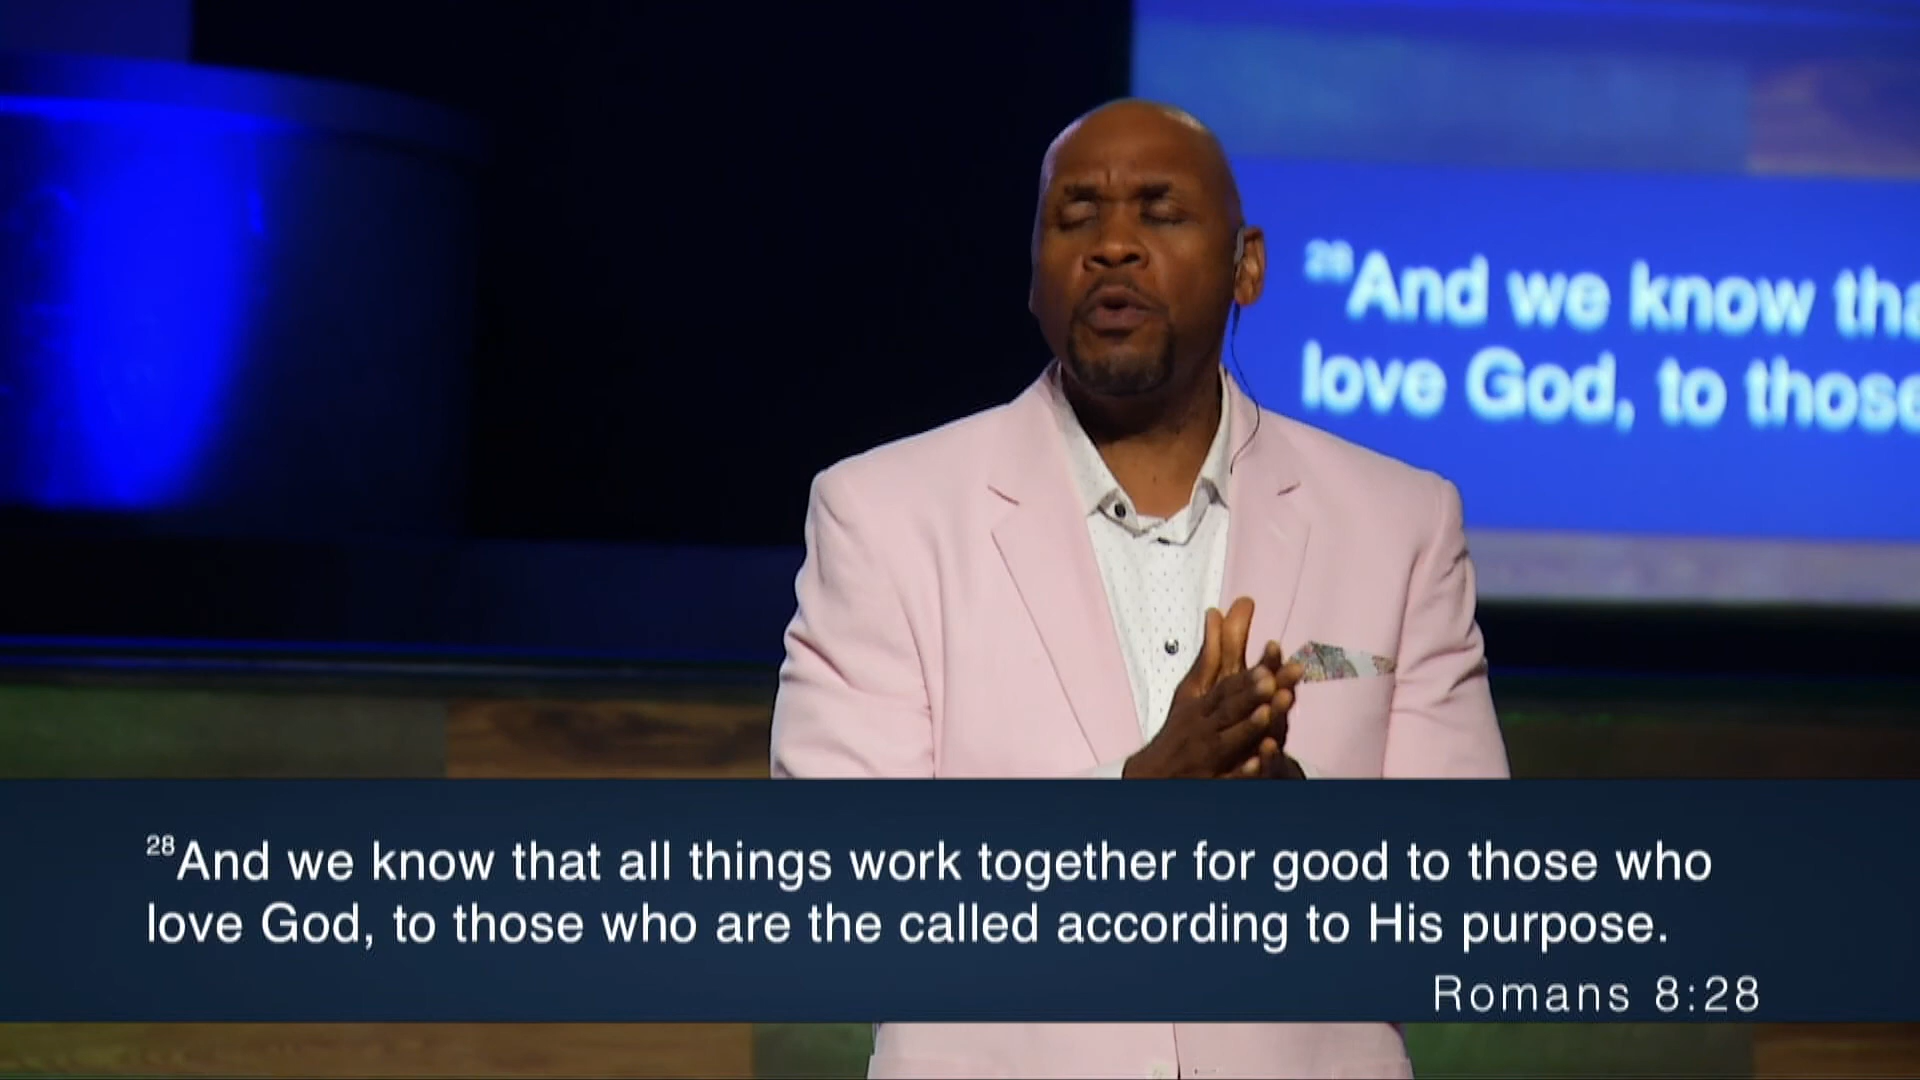 ²⁸And we know tha
love God, to those
²⁸And we know that all things work together for good to those who
love God, to those who are the called according to His purpose.
Romans 8:28